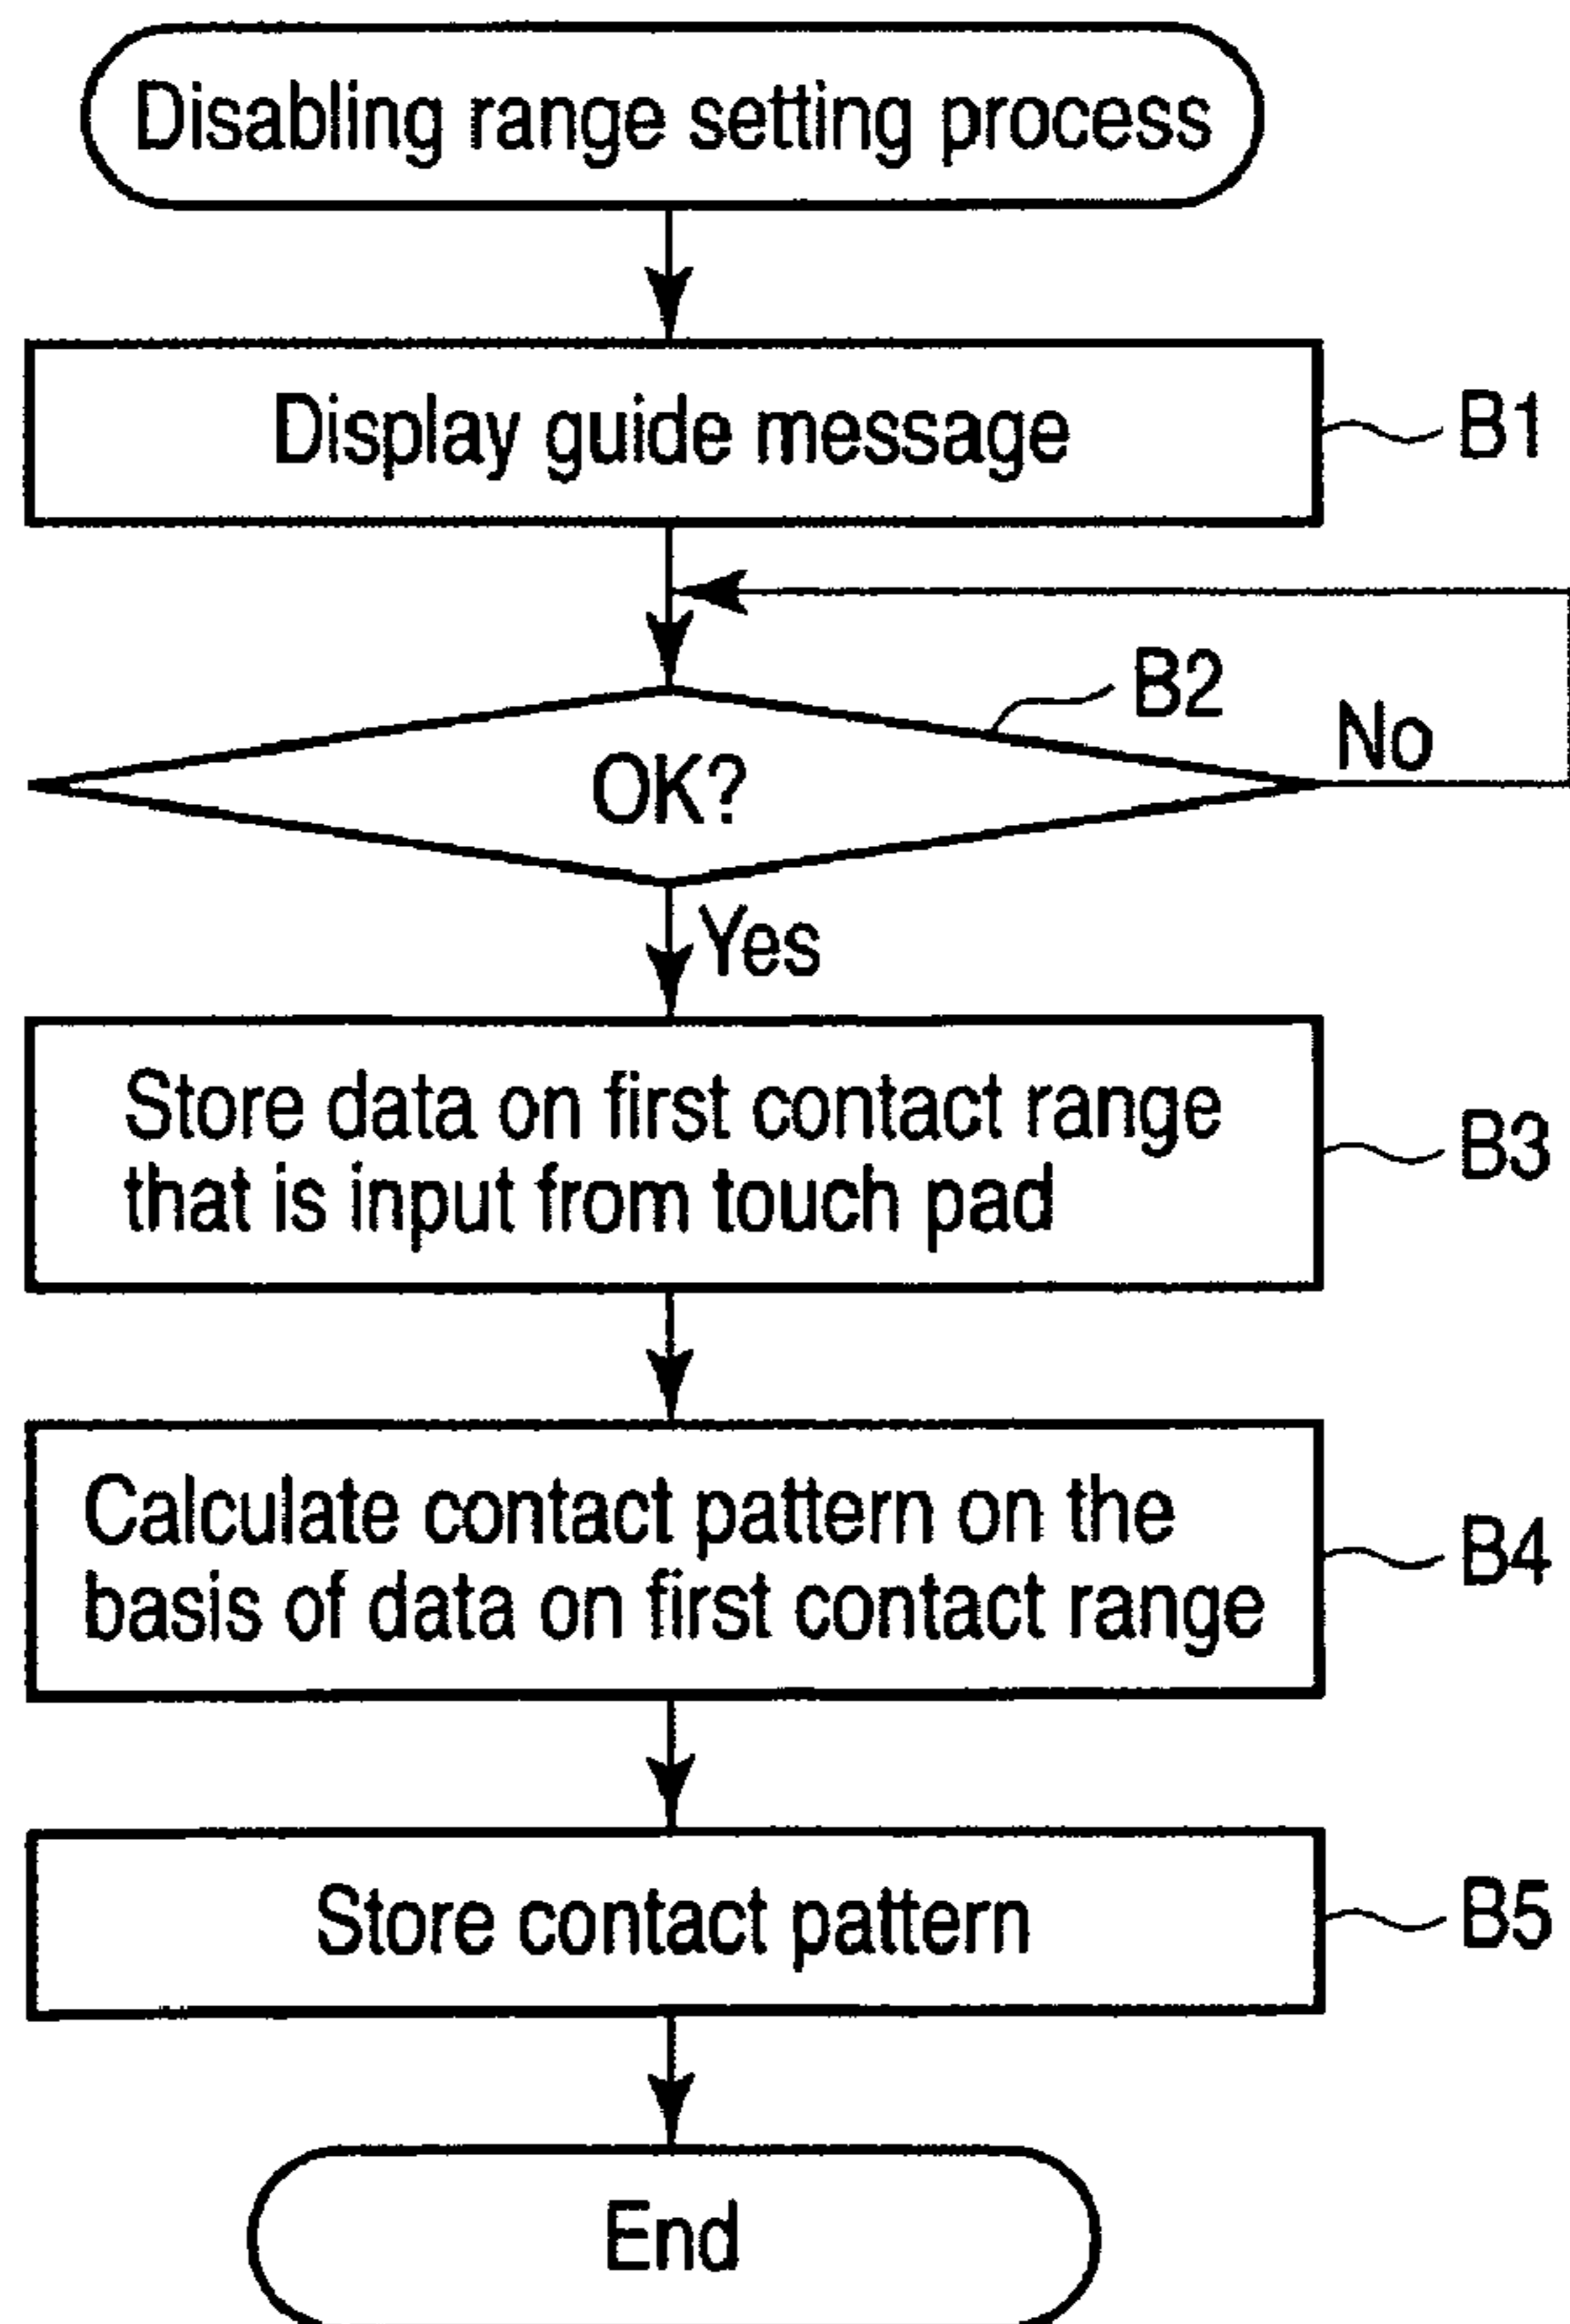 Disabling range setting process
Display guide message
B1
B2
OK?
No
Yes
Store data on first contact range
that is input from touch pad
B3
Calculate contact pattern on the
basis of data on first contact range
B4
Store contact pattern
B5
End